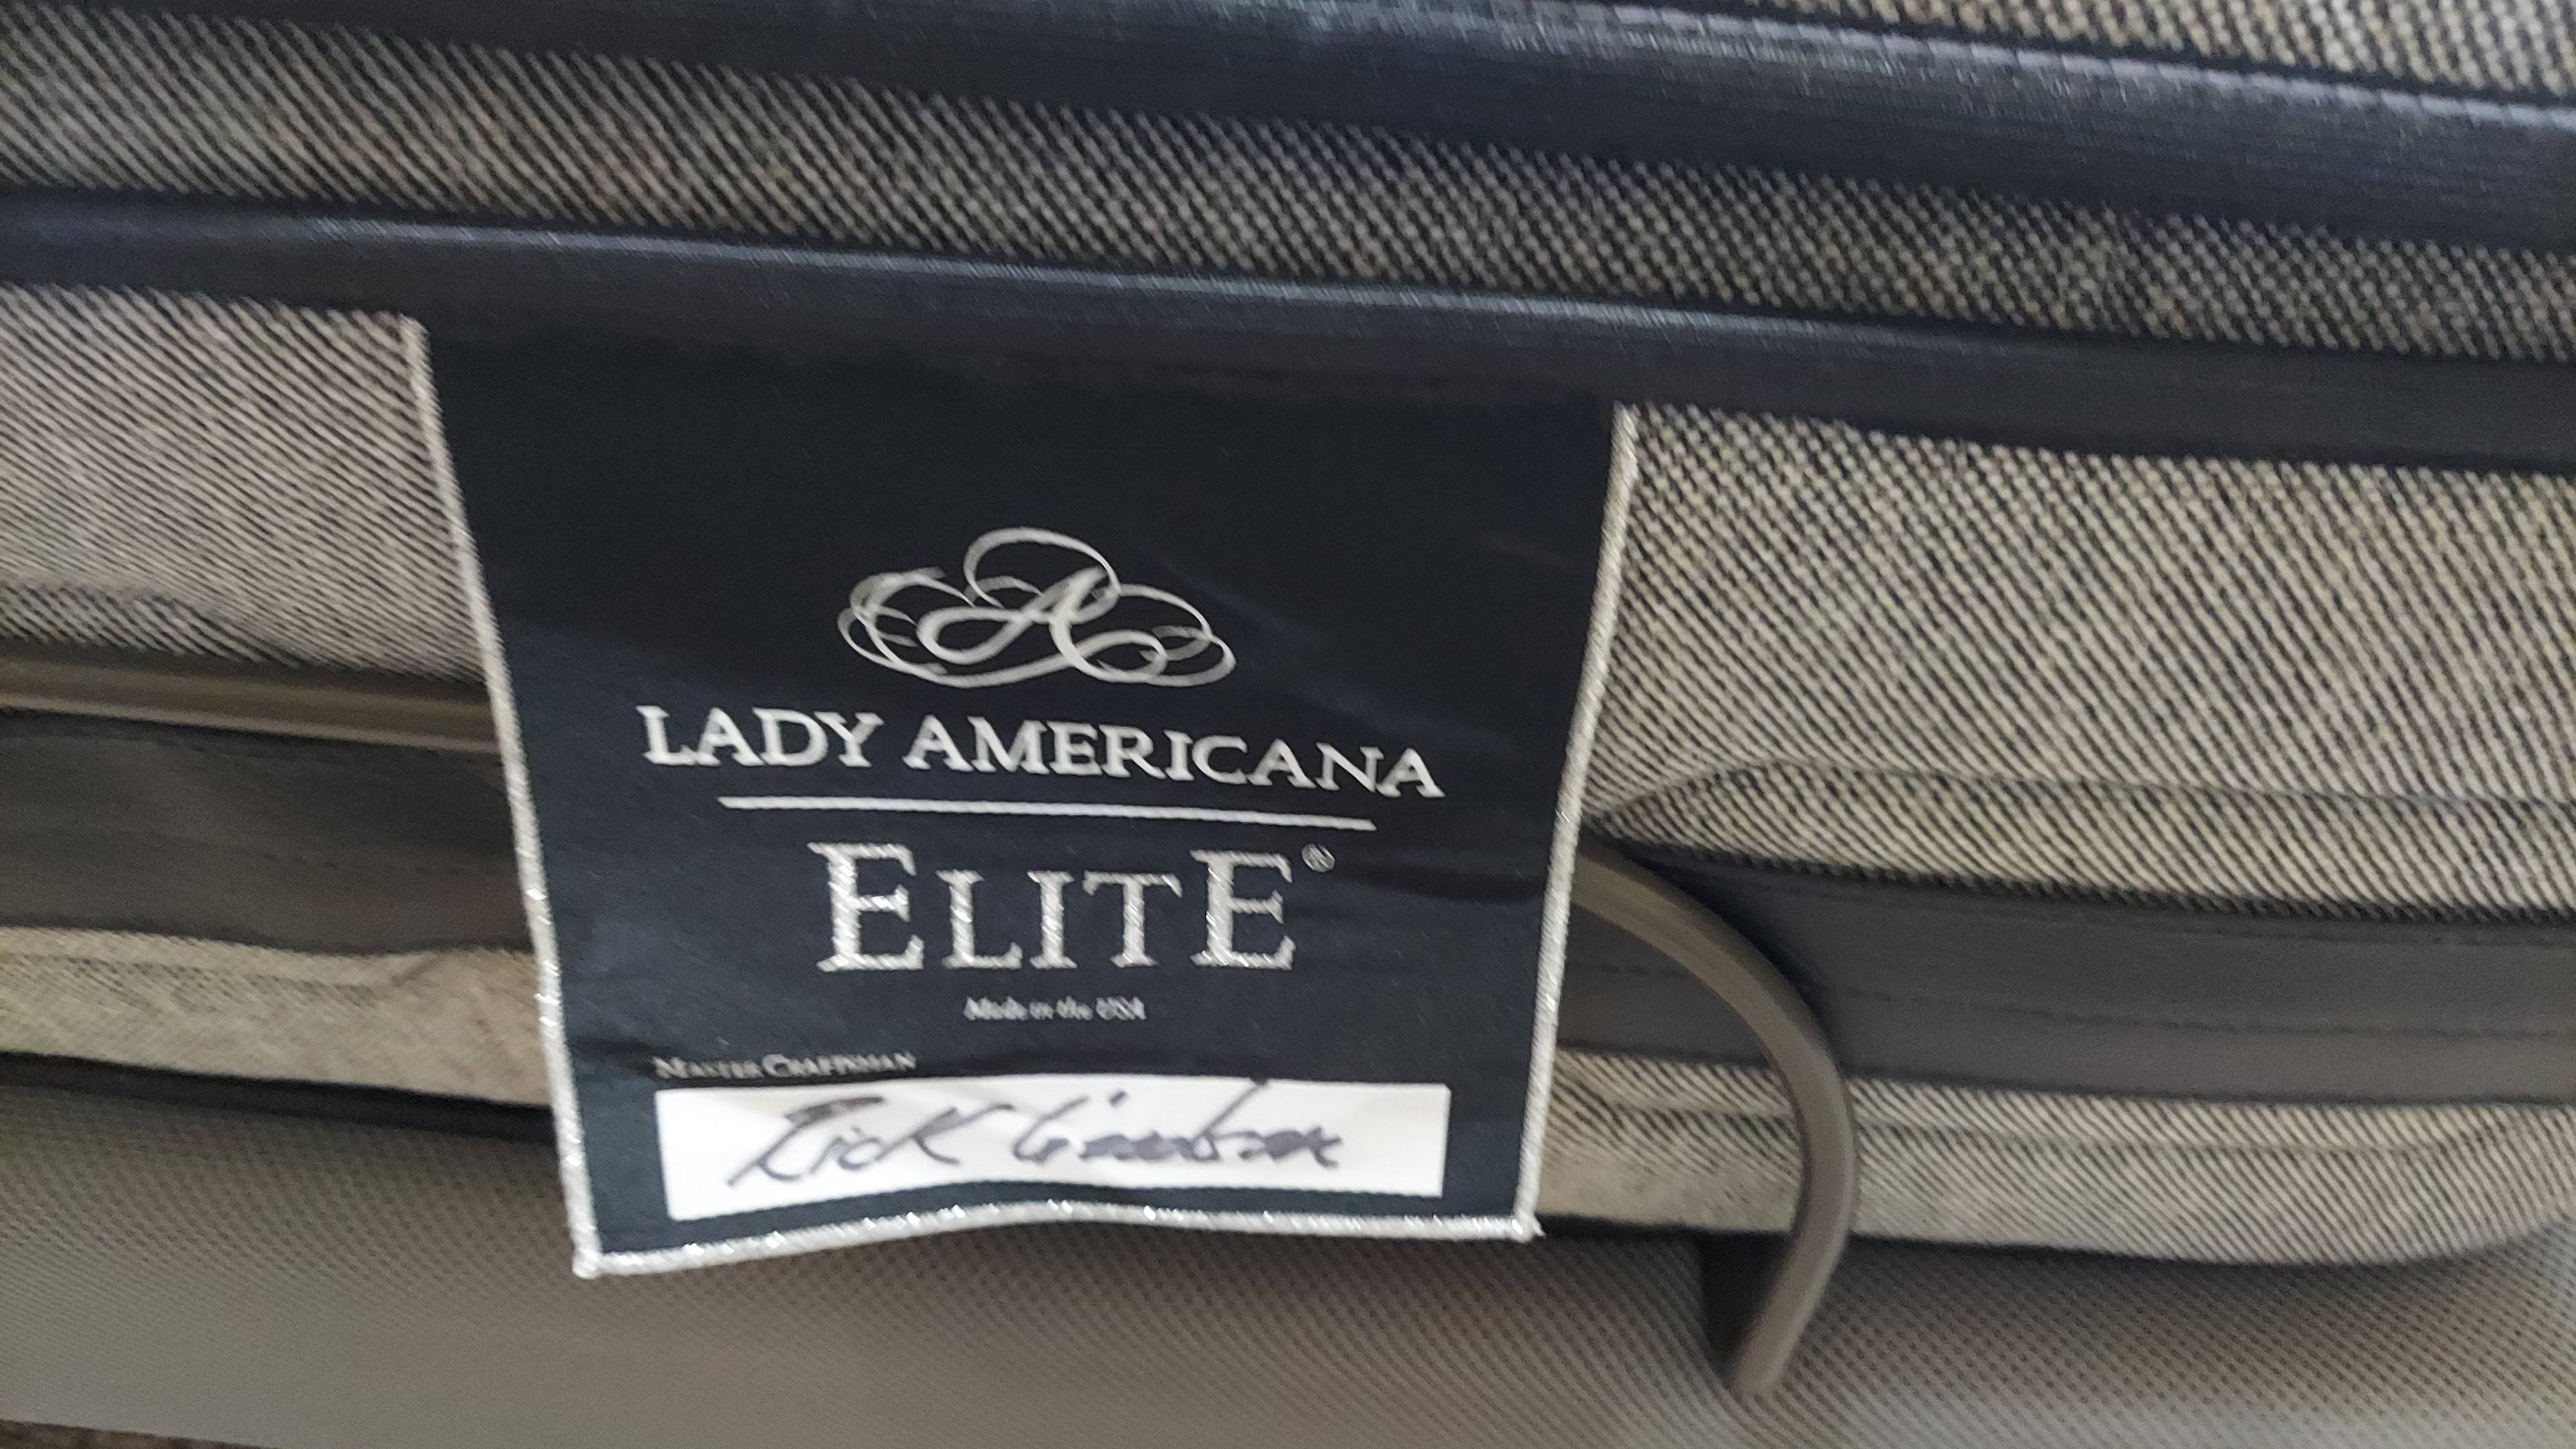 LADY AMERICANA
ELITE®
Made in the USA
MASTER CRAFTSMAN
Rick